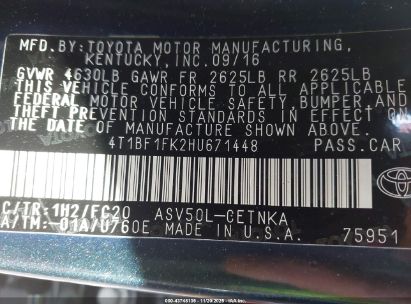 MFD.BY:TOYOTA MOTOR MANUFACTURING,
KENTUCKY,INC.09/16
GVWR 4630LB GAWR FR 2625LB RR 2625LB
THIS VEHICLE CONFORMS TO ALL APPLICABLE
FEDERAL MOTOR VEHICLE SAFETY, BUMPER, AND
THEFT PREVENTION STANDARDS IN EFFECT ON
THE DATE OF MANUFACTURE SHOWN ABOVE.
4T1BF1FK2HU671448 PASS.CAR
C/TR:1H2/FC20 ASV50L-CETNKA
A/TM:-01A/U760E MADE IN U.S.A. 75951
TOYOTA